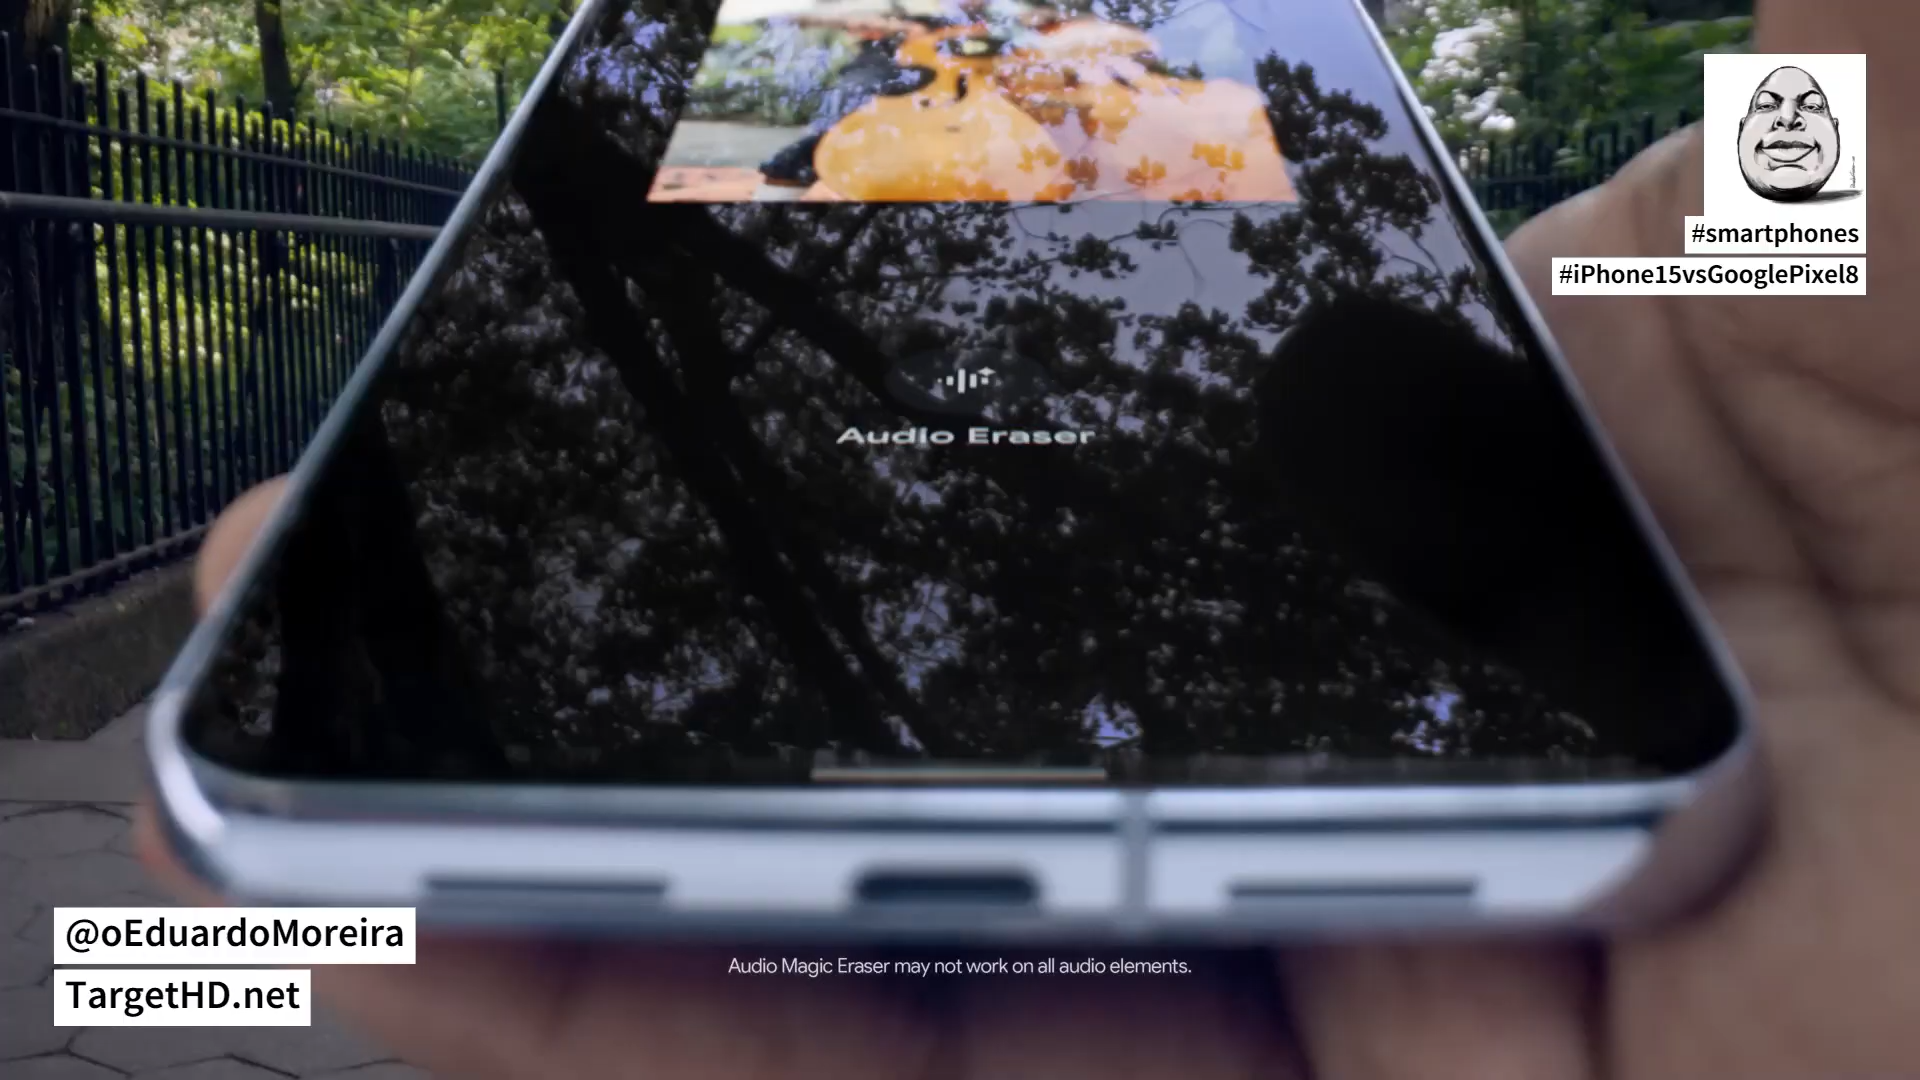 #smartphones
#iPhone15vsGooglePixel8
Audio Eraser
@oEduardoMoreira
TargetHD.net
Audio Magic Eraser may not work on all audio elements.